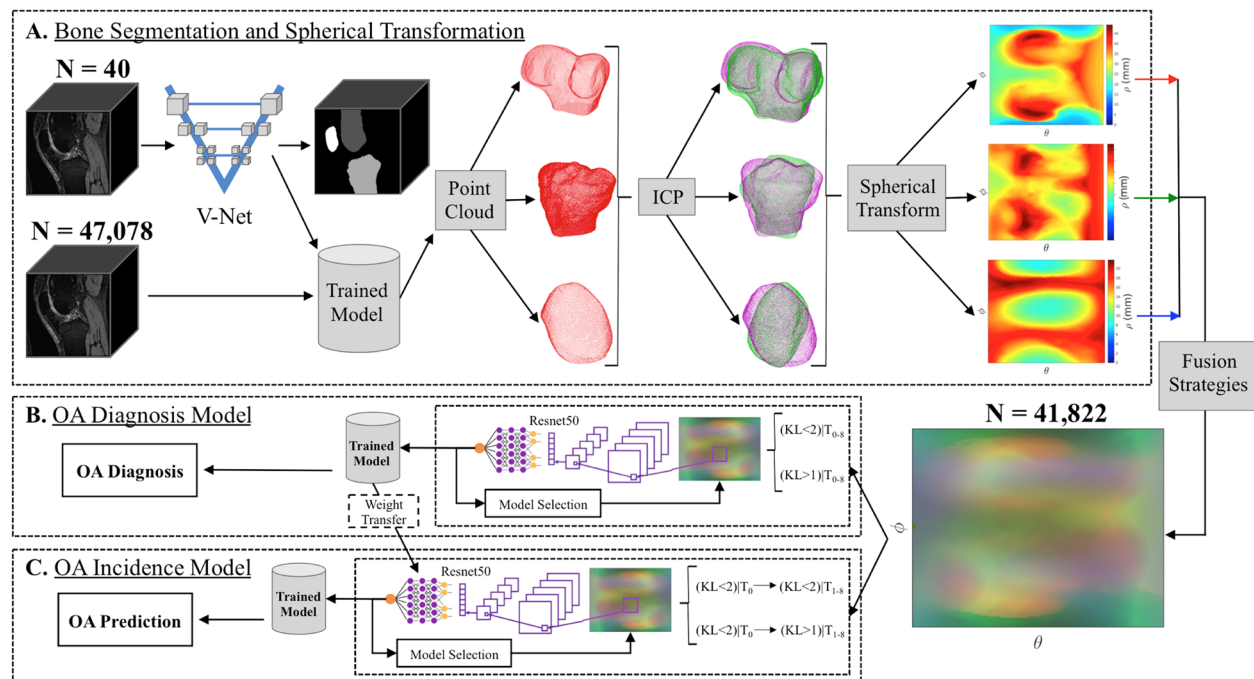 A. Bone Segmentation and Spherical Transformation
N = 40
V-Net
N = 47,078
Trained
Model
Point
Cloud
ICP
Spherical
Transform
ϕ
θ
ρ (mm)
ϕ
θ
ρ (mm)
ϕ
θ
ρ (mm)
Fusion
Strategies
N = 41,822
ϕ
θ
B. OA Diagnosis Model
OA Diagnosis
Trained
Model
Resnet50
Model Selection
(KL<2)|T0-8
(KL>1)|T0-8
Weight
Transfer
C. OA Incidence Model
OA Prediction
Trained
Model
Resnet50
Model Selection
(KL<2)|T0 → (KL<2)|T1-8
(KL<2)|T0 → (KL>1)|T1-8